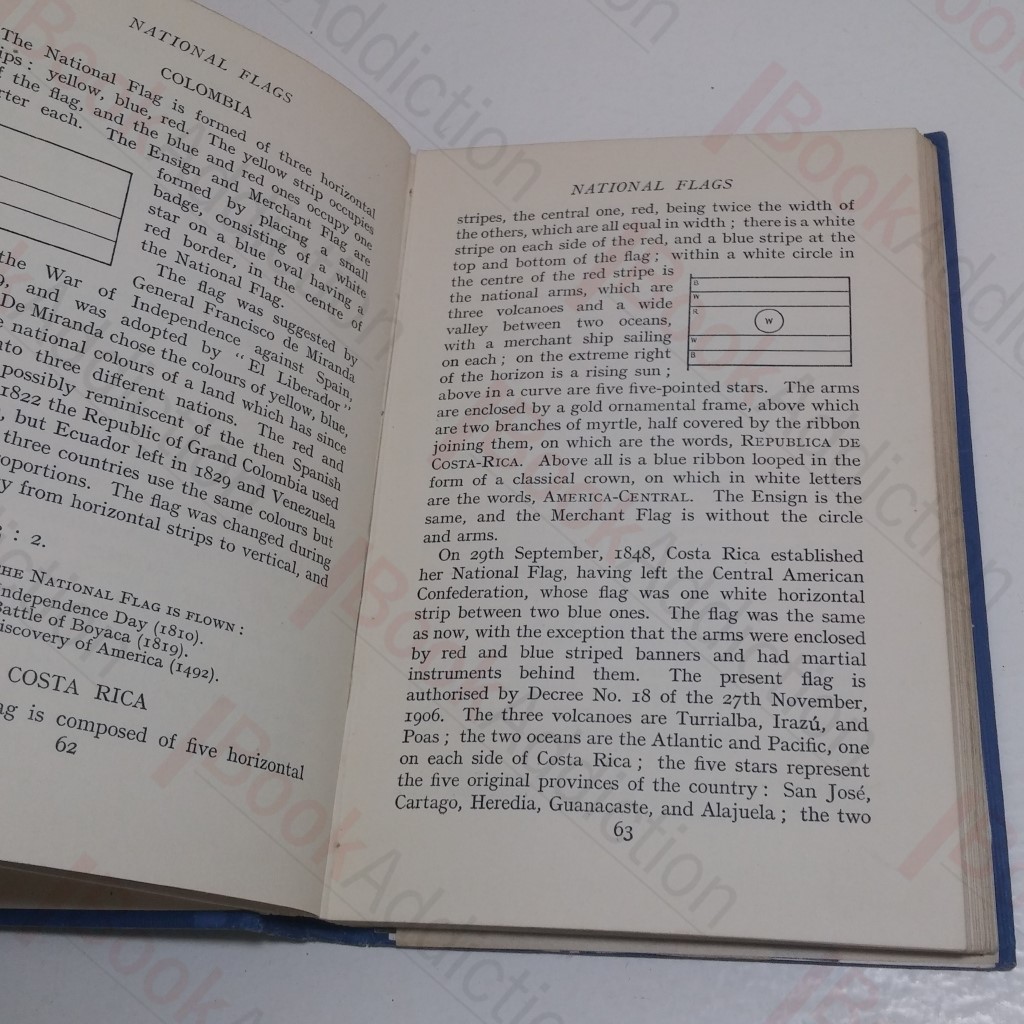 NATIONAL FLAGS
COLOMBIA
The National Flag is formed of three horizontal
: yellow, blue, red. The yellow strip occupies
the flag, and the blue and red ones occupy one
each. The Ensign and Merchant Flag are
formed by placing a small
badge, consisting of a white
star on a blue oval having a
red border, in the centre of
the National Flag.
The flag was suggested by
General Francisco de Miranda
the War of Independence against Spain,
and was adopted by "El Liberador"
De Miranda chose the colours of yellow, blue,
national colours of a land which has since
into three different nations. The red and
possibly reminiscent of the then Spanish
1822 the Republic of Grand Colombia used
, but Ecuador left in 1829 and Venezuela
three countries use the same colours but
proportions. The flag was changed during
from horizontal strips to vertical, and
: 2.
THE NATIONAL FLAG IS FLOWN :
Independence Day (1810).
Battle of Boyaca (1819).
Discovery of America (1492).
COSTA RICA
is composed of five horizontal
62
NATIONAL FLAGS
stripes, the central one, red, being twice the width of
the others, which are all equal in width ; there is a white
stripe on each side of the red, and a blue stripe at the
top and bottom of the flag ; within a white circle in
the centre of the red stripe is
the national arms, which are
three volcanoes and a wide
valley between two oceans,
with a merchant ship sailing
on each ; on the extreme right
of the horizon is a rising sun ;
B
W
R
W
W
B
above in a curve are five five-pointed stars. The arms
are enclosed by a gold ornamental frame, above which
are two branches of myrtle, half covered by the ribbon
joining them, on which are the words, REPUBLICA DE
COSTA-RICA. Above all is a blue ribbon looped in the
form of a classical crown, on which in white letters
are the words, AMERICA-CENTRAL. The Ensign is the
same, and the Merchant Flag is without the circle
and arms.
On 29th September, 1848, Costa Rica established
her National Flag, having left the Central American
Confederation, whose flag was one white horizontal
strip between two blue ones. The flag was the same
as now, with the exception that the arms were enclosed
by red and blue striped banners and had martial
instruments behind them. The present flag is
authorised by Decree No. 18 of the 27th November,
1906. The three volcanoes are Turrialba, Irazú, and
Poas ; the two oceans are the Atlantic and Pacific, one
on each side of Costa Rica ; the five stars represent
the five original provinces of the country : San José,
Cartago, Heredia, Guanacaste, and Alajuela ; the two
63
BookAddiction